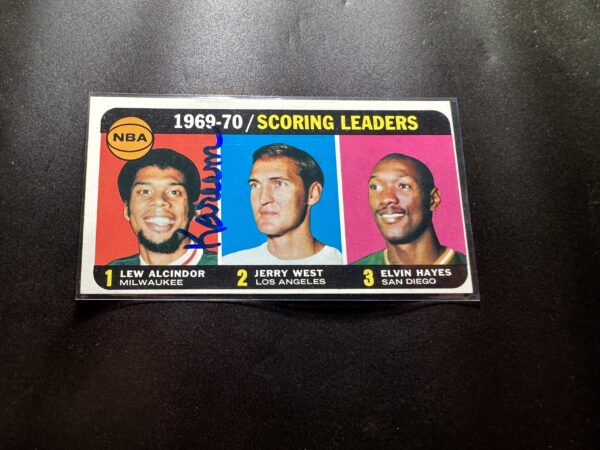 1969-70/SCORING LEADERS
NBA
Kareem
1 LEW ALCINDOR
MILWAUKEE
2 JERRY WEST
LOS ANGELES
3 ELVIN HAYES
SAN DIEGO